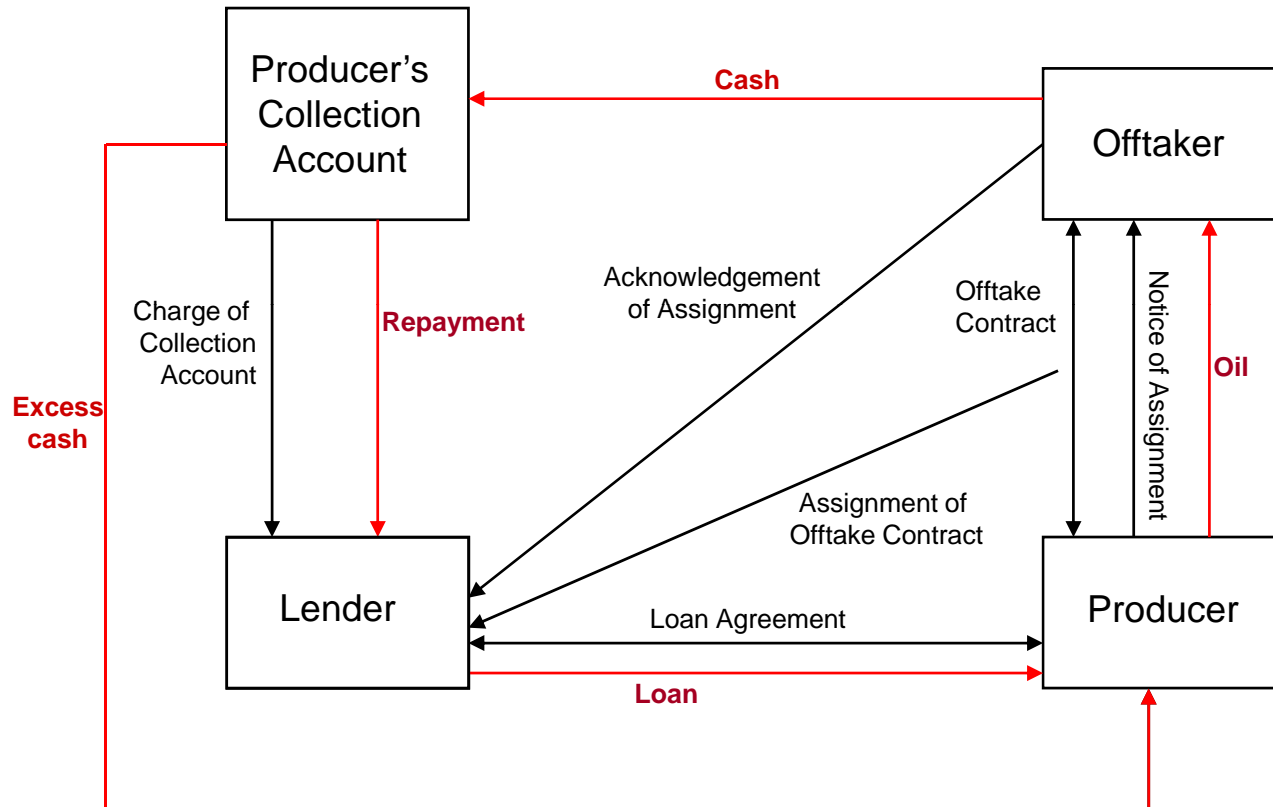 Producer's
Collection
Account
Cash
Offtaker
Acknowledgement
of Assignment
Offtake
Contract
Notice of Assignment
Oil
Charge of
Collection
Account
Repayment
Excess
cash
Assignment of
Offtake Contract
Lender
Loan Agreement
Producer
Loan